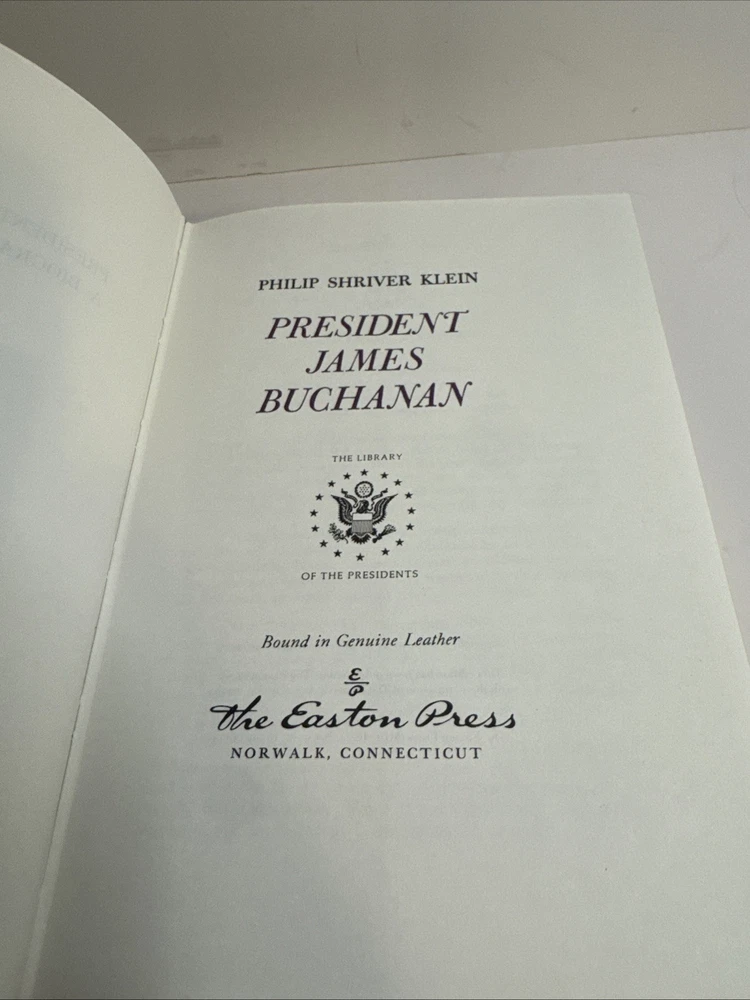 PHILIP SHRIVER KLEIN
PRESIDENT
JAMES
BUCHANAN
THE LIBRARY
OF THE PRESIDENTS
Bound in Genuine Leather
E
P
The Easton Press
NORWALK, CONNECTICUT